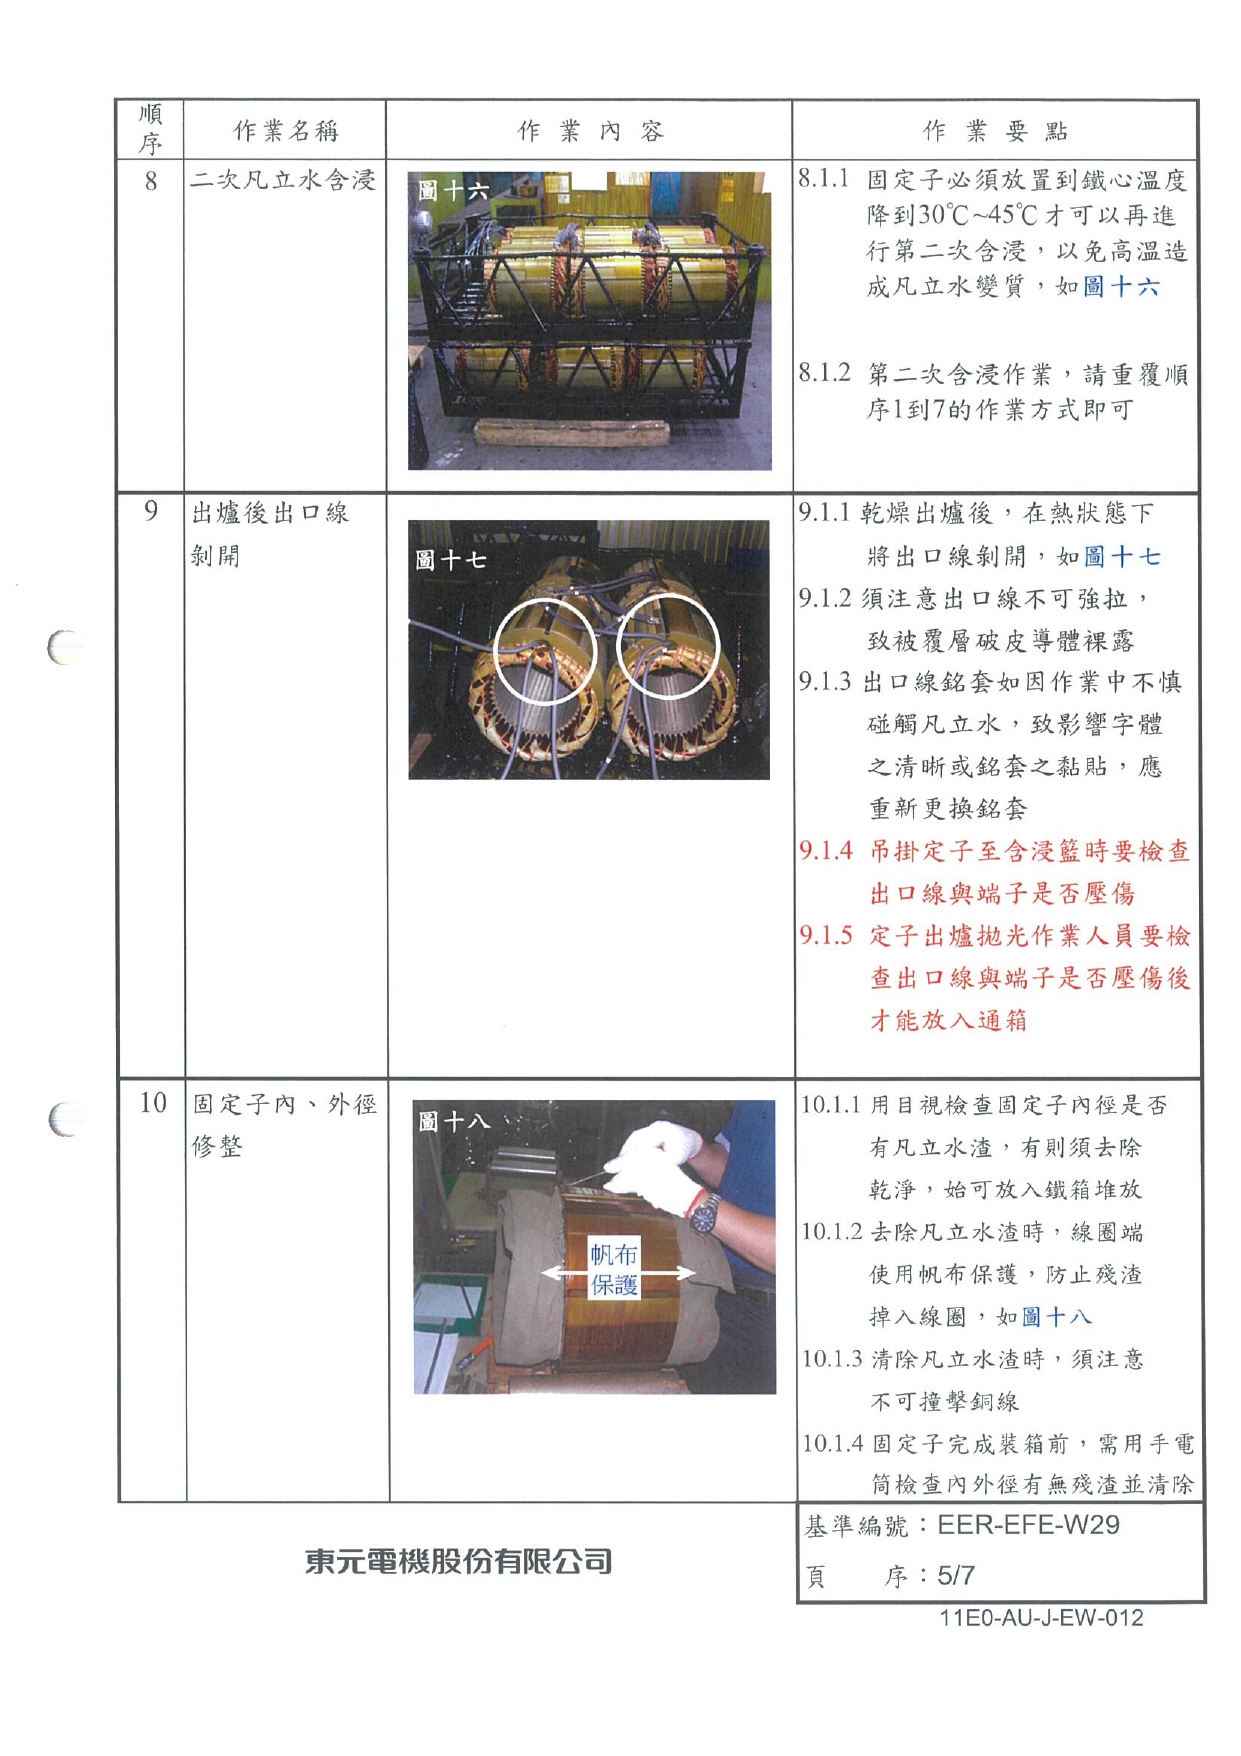 順序
作業名稱
作業內容
作業要點
8
二次凡立水含浸
圖十六
8.1.1 固定子必須放置到鐵心溫度
降到30℃~45℃才可以再進
行第二次含浸，以免高溫造
成凡立水變質，如圖十六
8.1.2 第二次含浸作業，請重覆順
序1到7的作業方式即可
9
出爐後出口線
剝開
圖十七
9.1.1 乾燥出爐後，在熱狀態下
將出口線剝開，如圖十七
9.1.2 須注意出口線不可強拉，
致被覆層破皮導體裸露
9.1.3 出口線銘套如因作業中不慎
碰觸凡立水，致影響字體
之清晰或銘套之黏貼，應
重新更換銘套
9.1.4 吊掛定子至含浸籃時要檢查
出口線與端子是否壓傷
9.1.5 定子出爐拋光作業人員要檢
查出口線與端子是否壓傷後
才能放入通箱
10
固定子內、外徑
修整
圖十八
帆布
保護
10.1.1 用目視檢查固定子內徑是否
有凡立水渣，有則須去除
乾淨，始可放入鐵箱堆放
10.1.2 去除凡立水渣時，線圈端
使用帆布保護，防止殘渣
掉入線圈，如圖十八
10.1.3 清除凡立水渣時，須注意
不可撞擊銅線
10.1.4 固定子完成裝箱前，需用手電
筒檢查內外徑有無殘渣並清除
東元電機股份有限公司
基準編號：EER-EFE-W29
頁 序：5/7
11E0-AU-J-EW-012